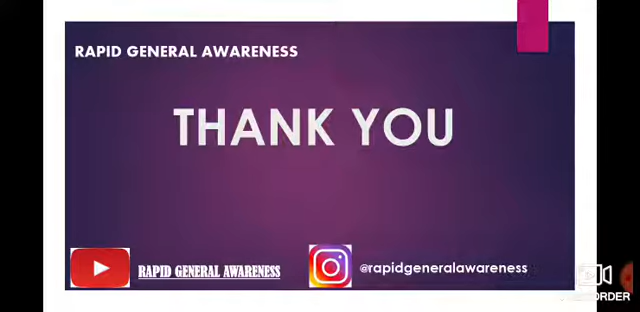 RAPID GENERAL AWARENESS
THANK YOU
RAPID GENERAL AWARENESS
@rapidgeneralawareness